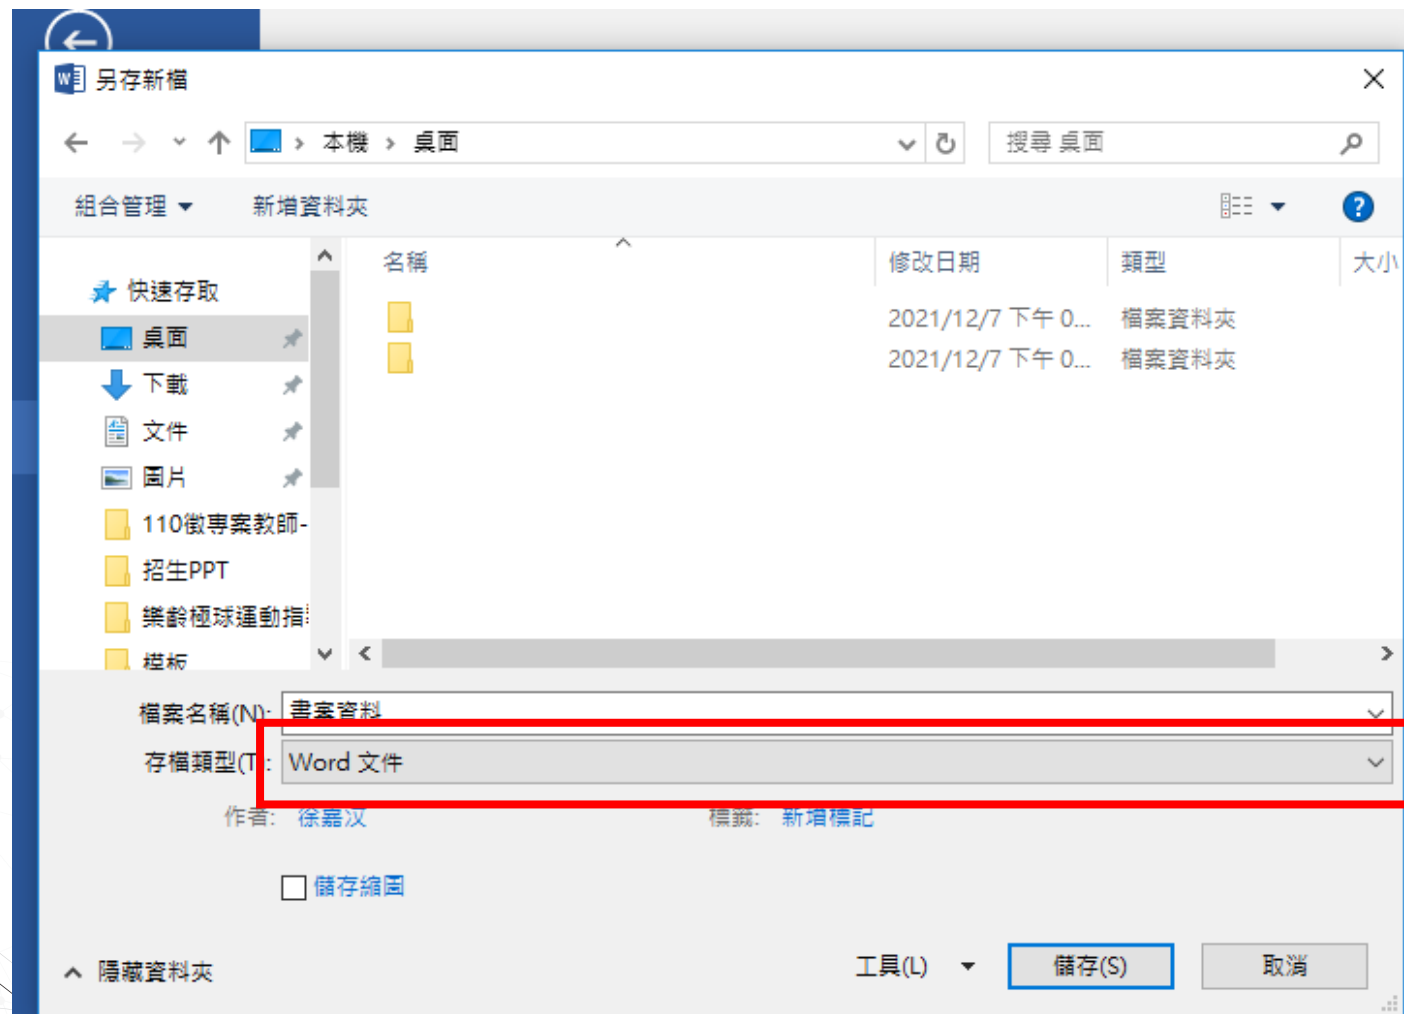 另存新檔
本機 › 桌面
搜尋 桌面
組合管理 新增資料夾
名稱 修改日期 類型 大小
快速存取
桌面
下載
文件
圖片
110徵專案教師-
招生PPT
樂齡極球運動指
模板
2021/12/7 下午 0... 檔案資料夾
2021/12/7 下午 0... 檔案資料夾
檔案名稱(N): 書案資料
存檔類型(T): Word 文件
作者: 徐嘉汉 標籤: 新增標記
儲存縮圖
隱藏資料夾 工具(L) 儲存(S) 取消